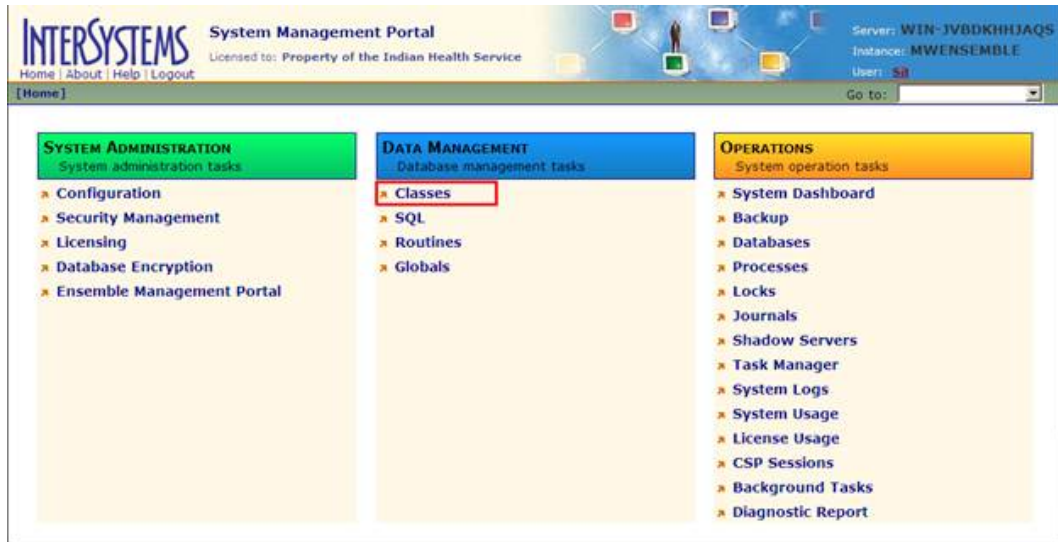 INTERSYSTEMS
Home | About | Help | Logout
System Management Portal
Licensed to: Property of the Indian Health Service
Server: WIN-JVBDKHHJAQS
Instance: MWENSEMBLE
User:
[Home]
Go to:
SYSTEM ADMINISTRATION
System administration tasks
Configuration
Security Management
Licensing
Database Encryption
Ensemble Management Portal
DATA MANAGEMENT
Database management tasks
Classes
SQL
Routines
Globals
OPERATIONS
System operation tasks
System Dashboard
Backup
Databases
Processes
Locks
Journals
Shadow Servers
Task Manager
System Logs
System Usage
License Usage
CSP Sessions
Background Tasks
Diagnostic Report